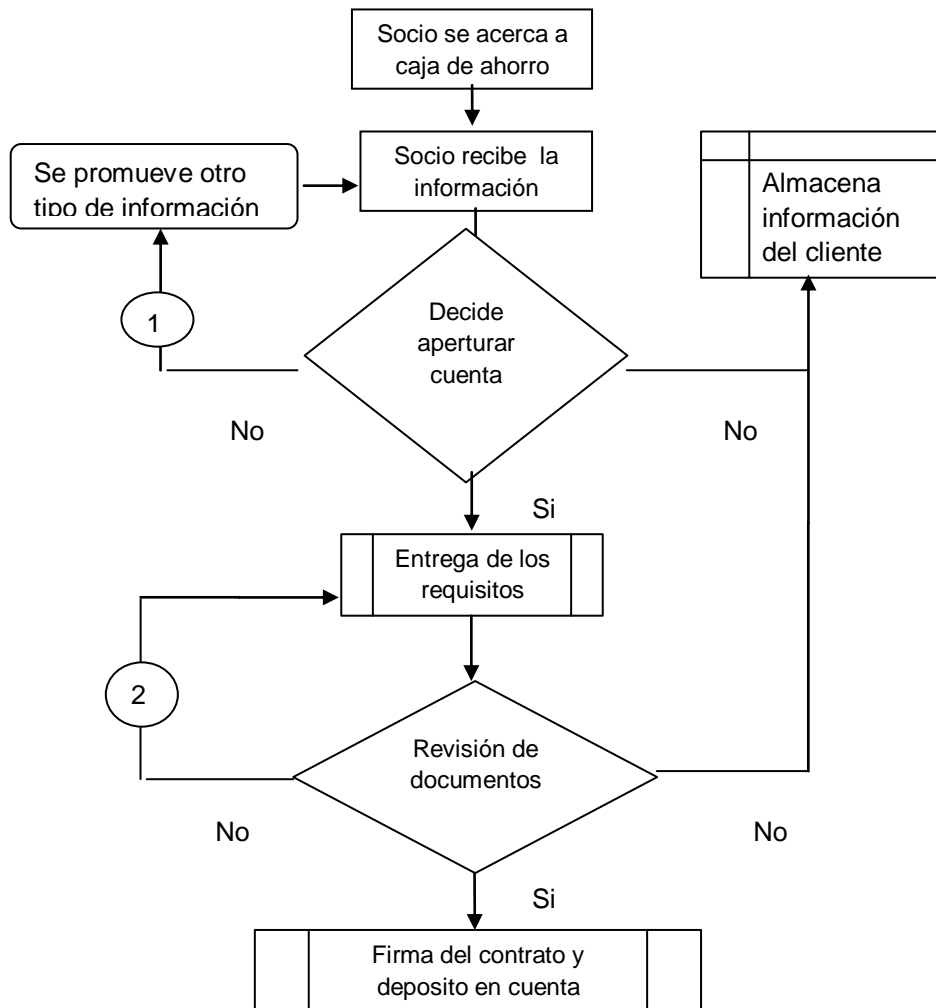 Socio se acerca a
caja de ahorro
Se promueve otro
tipo de información
Socio recibe la
información
Almacena
información
del cliente
1
Decide
aperturar
cuenta
No
No
Si
Entrega de los
requisitos
2
Revisión de
documentos
No
No
Si
Firma del contrato y
deposito en cuenta